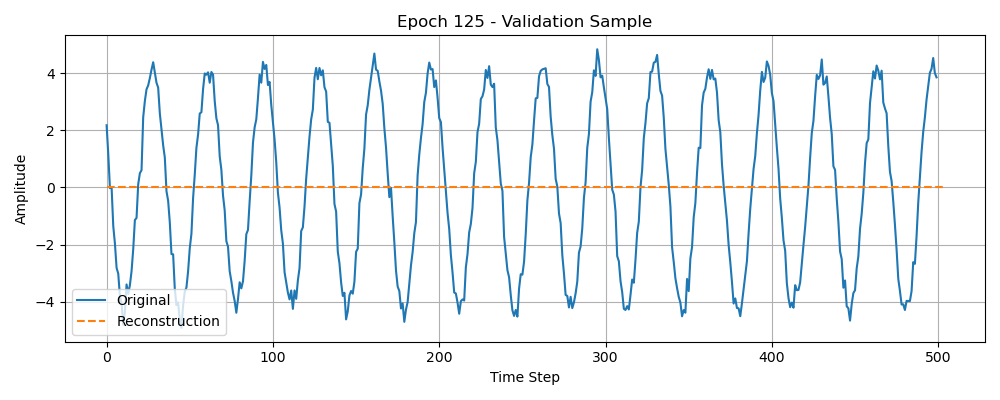 Epoch 125 - Validation Sample
Amplitude
4
2
0
−2
−4
Original
Reconstruction
0 100 200 300 400 500
Time Step